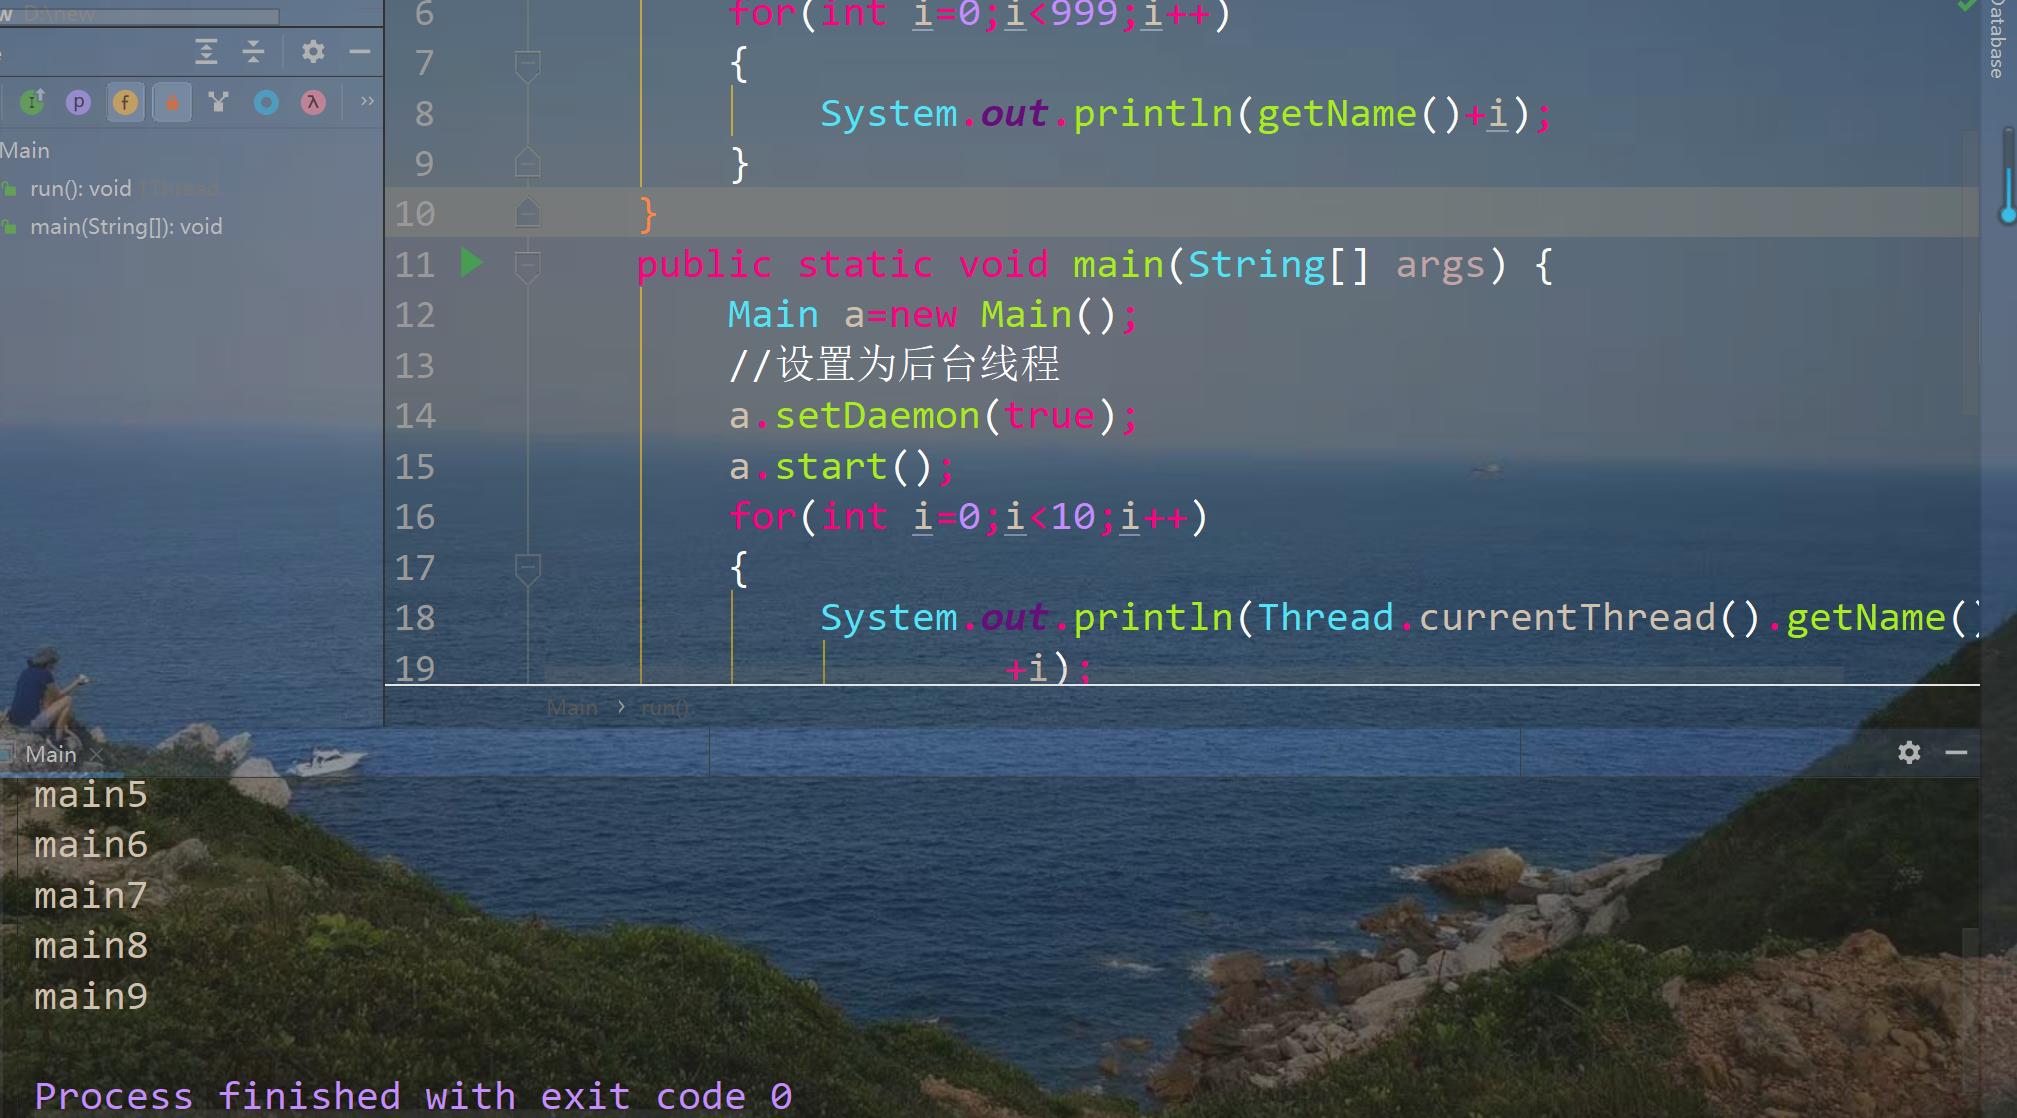 D:\new
Main
run(): void ↑Thread
main(String[]): void
Database
6 for(int i=0;i<999;i++)
7 {
8 System.out.println(getName()+i);
9 }
10 }
11 public static void main(String[] args) {
12 Main a=new Main();
13 //设置为后台线程
14 a.setDaemon(true);
15 a.start();
16 for(int i=0;i<10;i++)
17 {
18 System.out.println(Thread.currentThread().getName()
19 +i);
Main › run()
Main
main5
main6
main7
main8
main9
Process finished with exit code 0